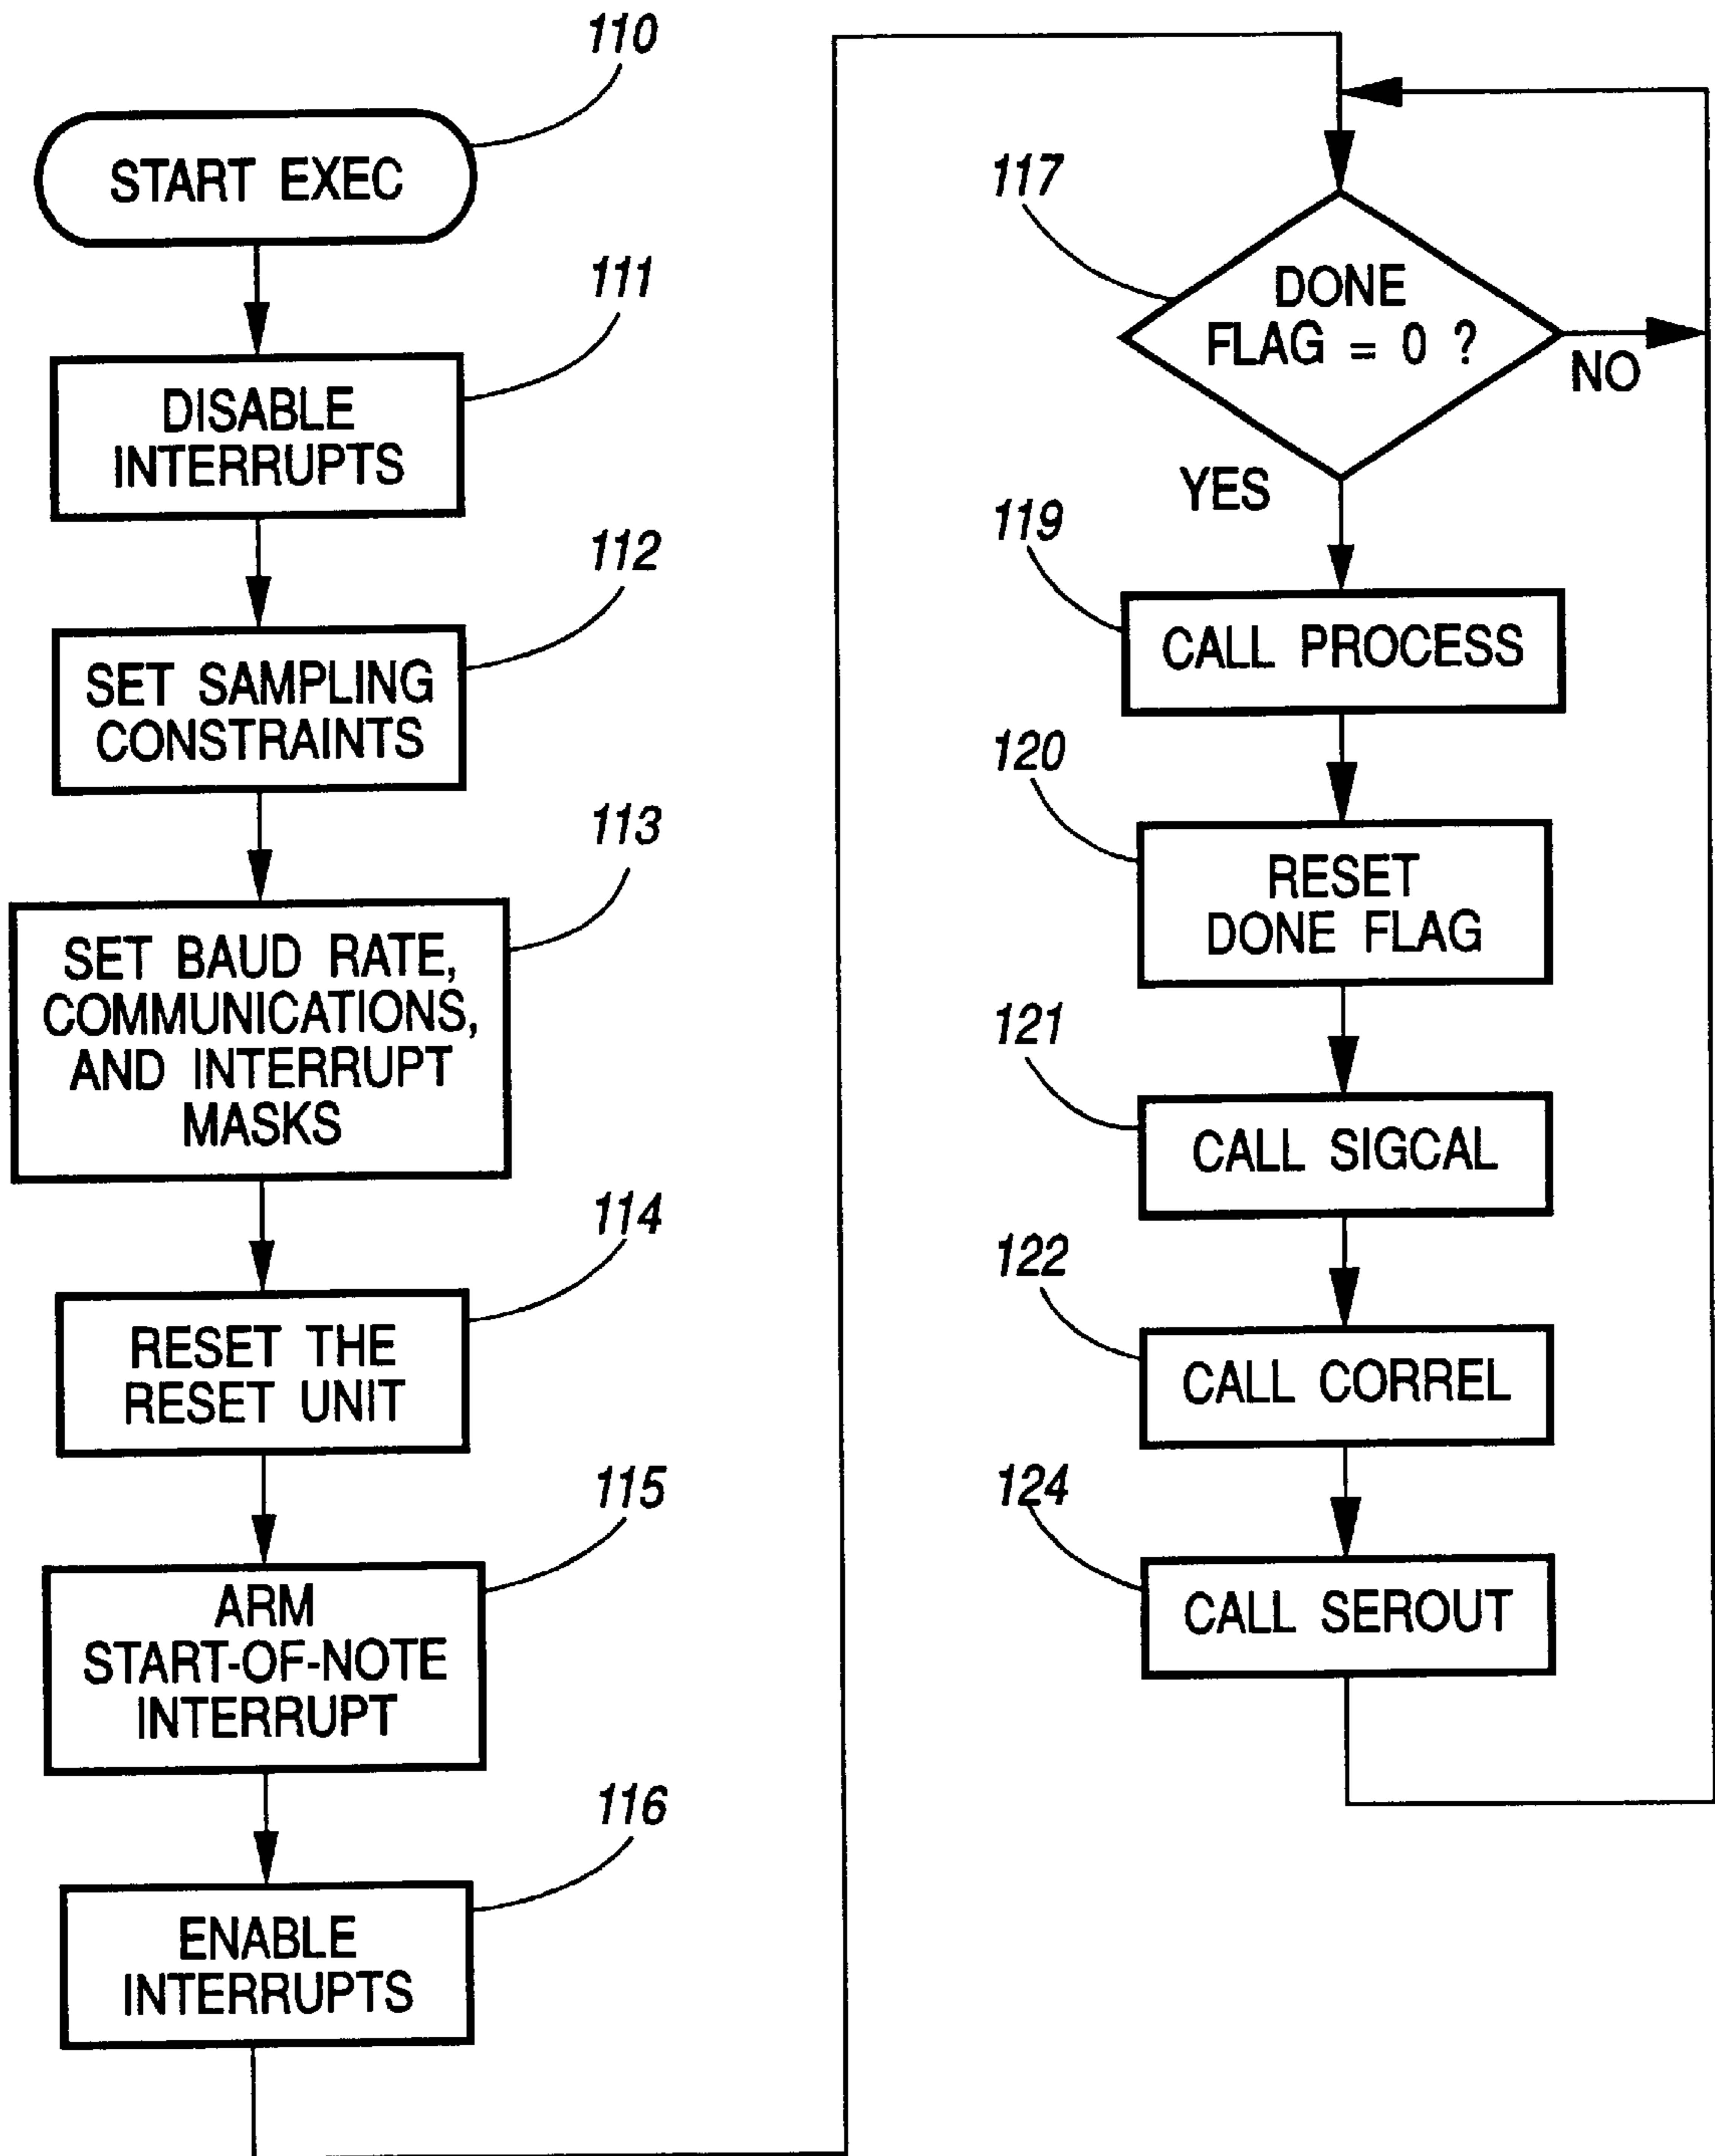 110
START EXEC
111
DISABLE
INTERRUPTS
112
SET SAMPLING
CONSTRAINTS
113
SET BAUD RATE,
COMMUNICATIONS,
AND INTERRUPT
MASKS
114
RESET THE
RESET UNIT
115
ARM
START-OF-NOTE
INTERRUPT
116
ENABLE
INTERRUPTS
117
DONE
FLAG = 0 ?
NO
YES
119
CALL PROCESS
120
RESET
DONE FLAG
121
CALL SIGCAL
122
CALL CORREL
124
CALL SEROUT